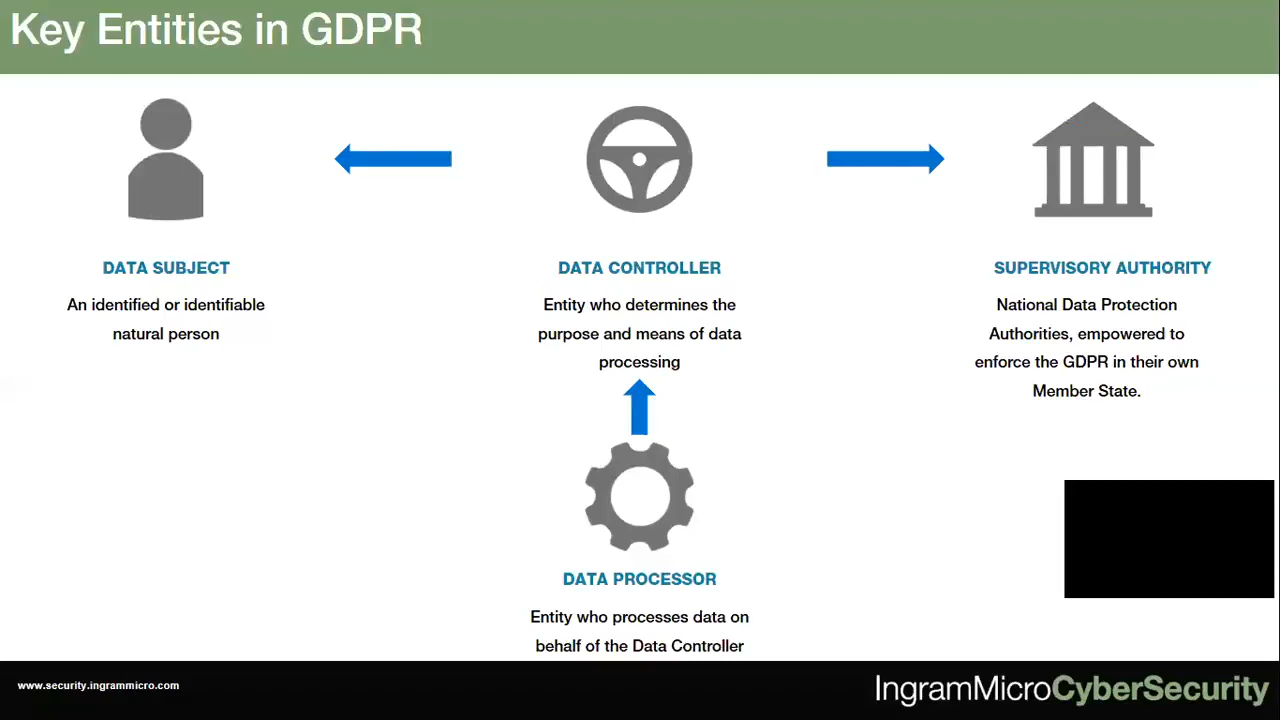 Key Entities in GDPR
DATA SUBJECT
An identified or identifiable
natural person
DATA CONTROLLER
Entity who determines the
purpose and means of data
processing
SUPERVISORY AUTHORITY
National Data Protection
Authorities, empowered to
enforce the GDPR in their own
Member State.
DATA PROCESSOR
Entity who processes data on
behalf of the Data Controller
www.security.ingrammicro.com
IngramMicroCyberSecurity